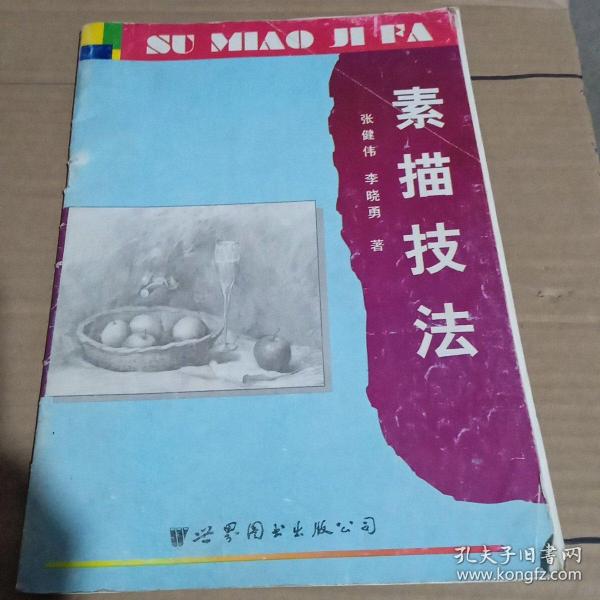 SU MIAO JI FA
素描技法
张健伟 李晓勇 著
世界图书出版公司
孔夫子旧书网
www.kongfz.com